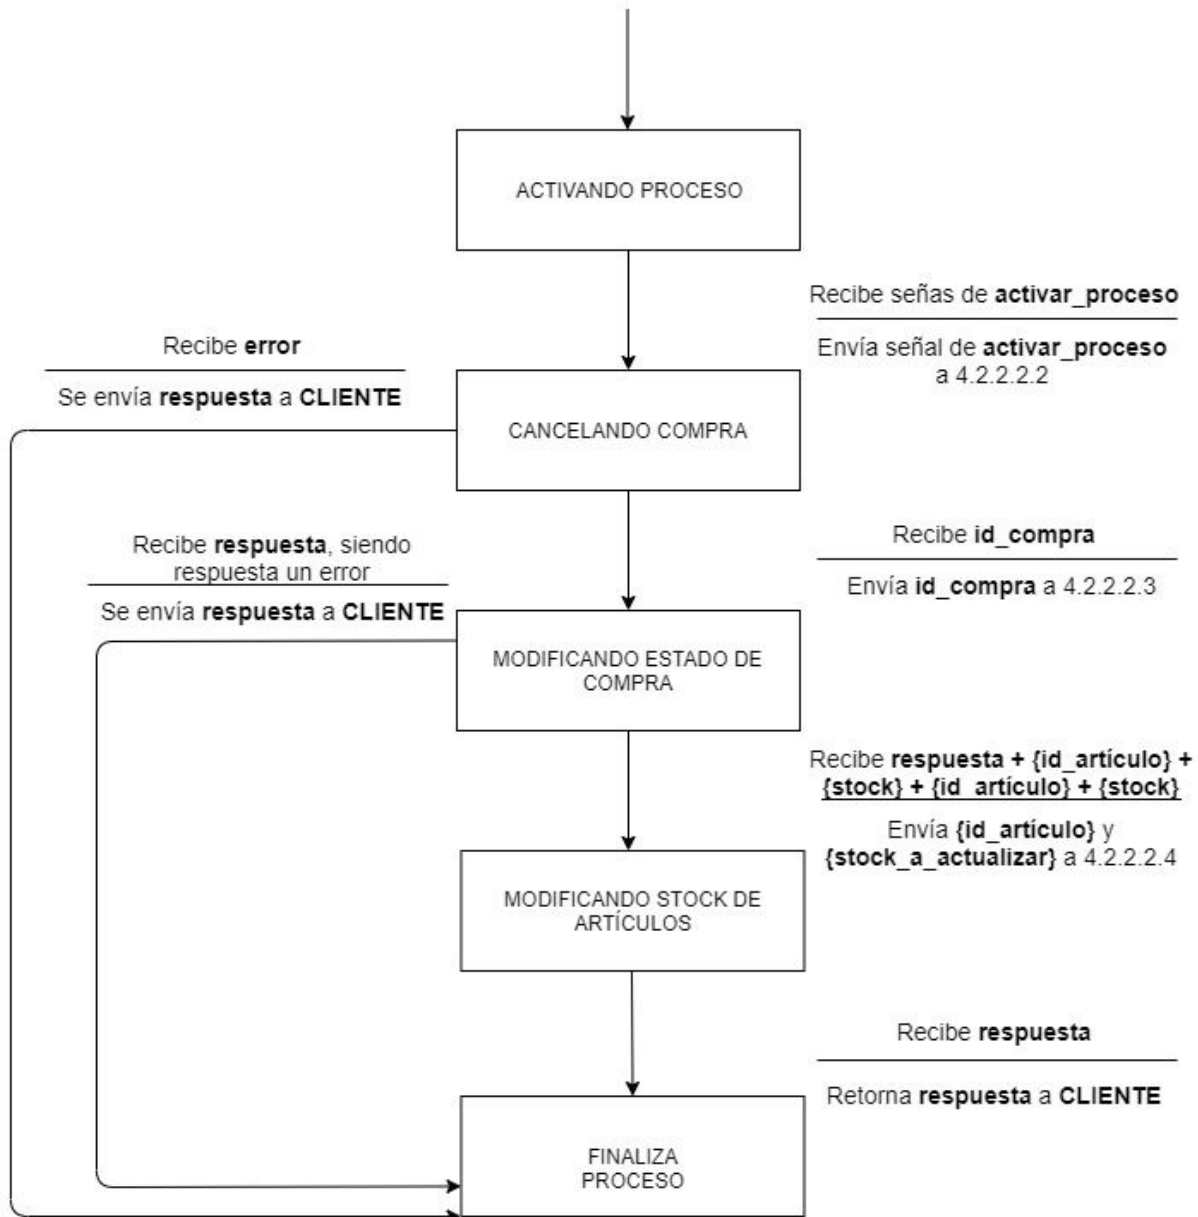 ACTIVANDO PROCESO
Recibe señas de activar_proceso
Envía señal de activar_proceso
a 4.2.2.2.2
Recibe error
Se envía respuesta a CLIENTE
CANCELANDO COMPRA
Recibe id_compra
Envía id_compra a 4.2.2.2.3
Recibe respuesta, siendo
respuesta un error
Se envía respuesta a CLIENTE
MODIFICANDO ESTADO DE
COMPRA
Recibe respuesta + {id_artículo} +
{stock} + {id_artículo} + {stock}
Envía {id_artículo} y
{stock_a_actualizar} a 4.2.2.2.4
MODIFICANDO STOCK DE
ARTÍCULOS
Recibe respuesta
Retorna respuesta a CLIENTE
FINALIZA
PROCESO